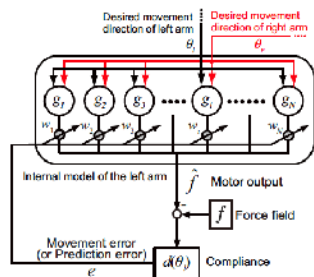 Desired movement
direction of left arm
θl
Desired movement
direction of right arm
θr
g1 g2 g3 gi gN
w1 w2 w3 wi wN
Internal model of the left arm
f̂ Motor output
-
f Force field
Movement error
(or Prediction error)
e
d(θl) Compliance